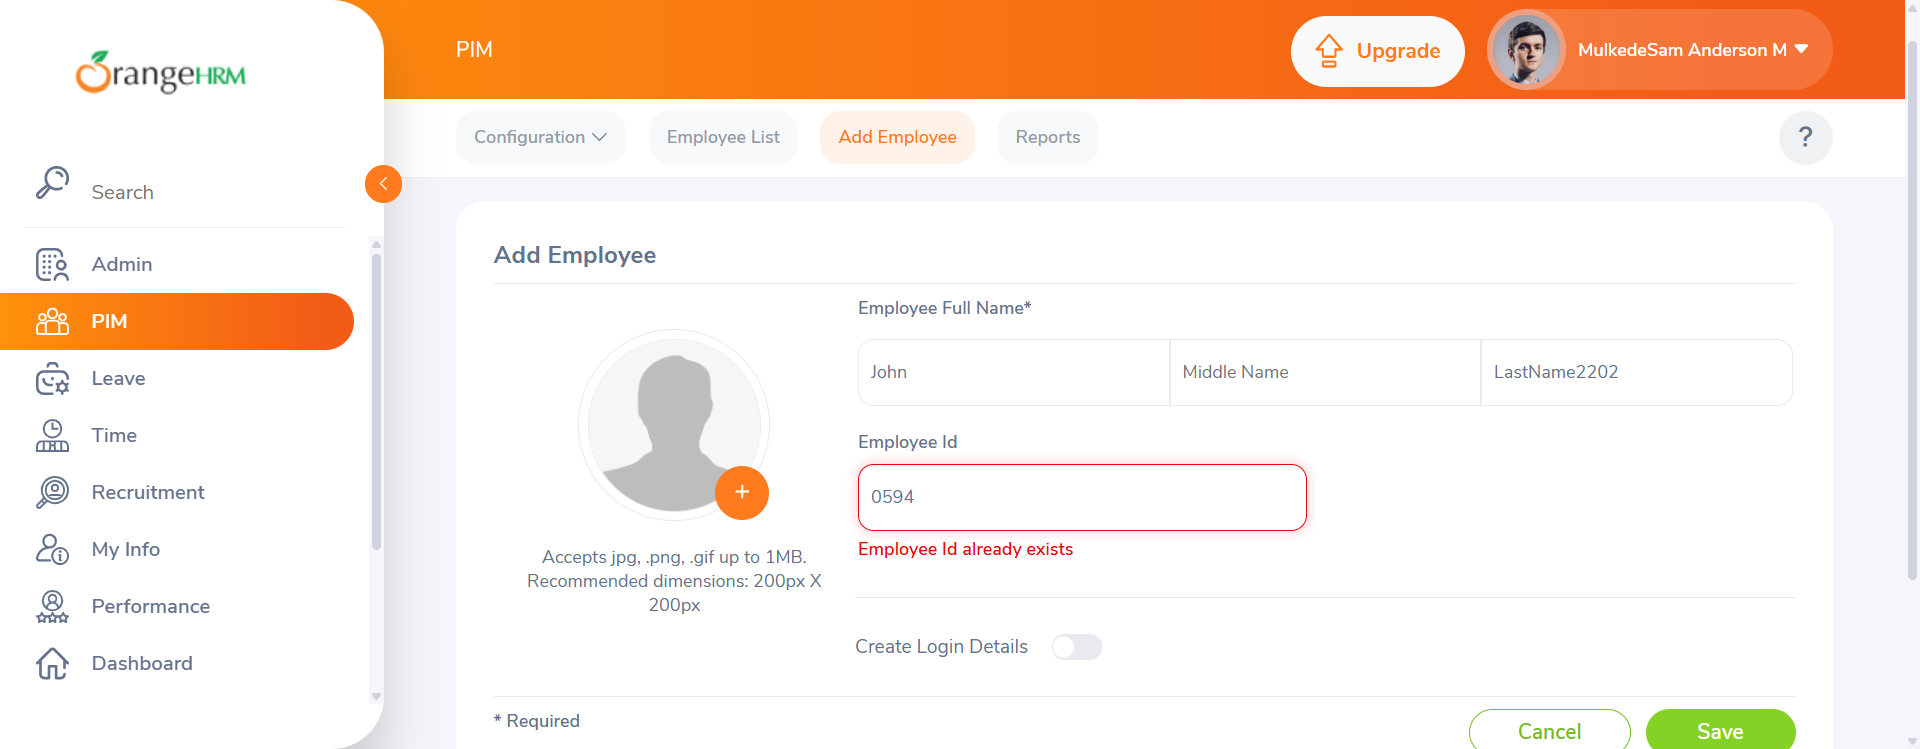 OrangeHRM
PIM
Upgrade
MulkedeSam Anderson M
Configuration
Employee List
Add Employee
Reports
?
Search
Admin
PIM
Leave
Time
Recruitment
My Info
Performance
Dashboard
Add Employee
Employee Full Name*
John
Middle Name
LastName2202
Employee Id
0594
Employee Id already exists
Accepts jpg, .png, .gif up to 1MB.
Recommended dimensions: 200px X
200px
Create Login Details
* Required
Cancel
Save